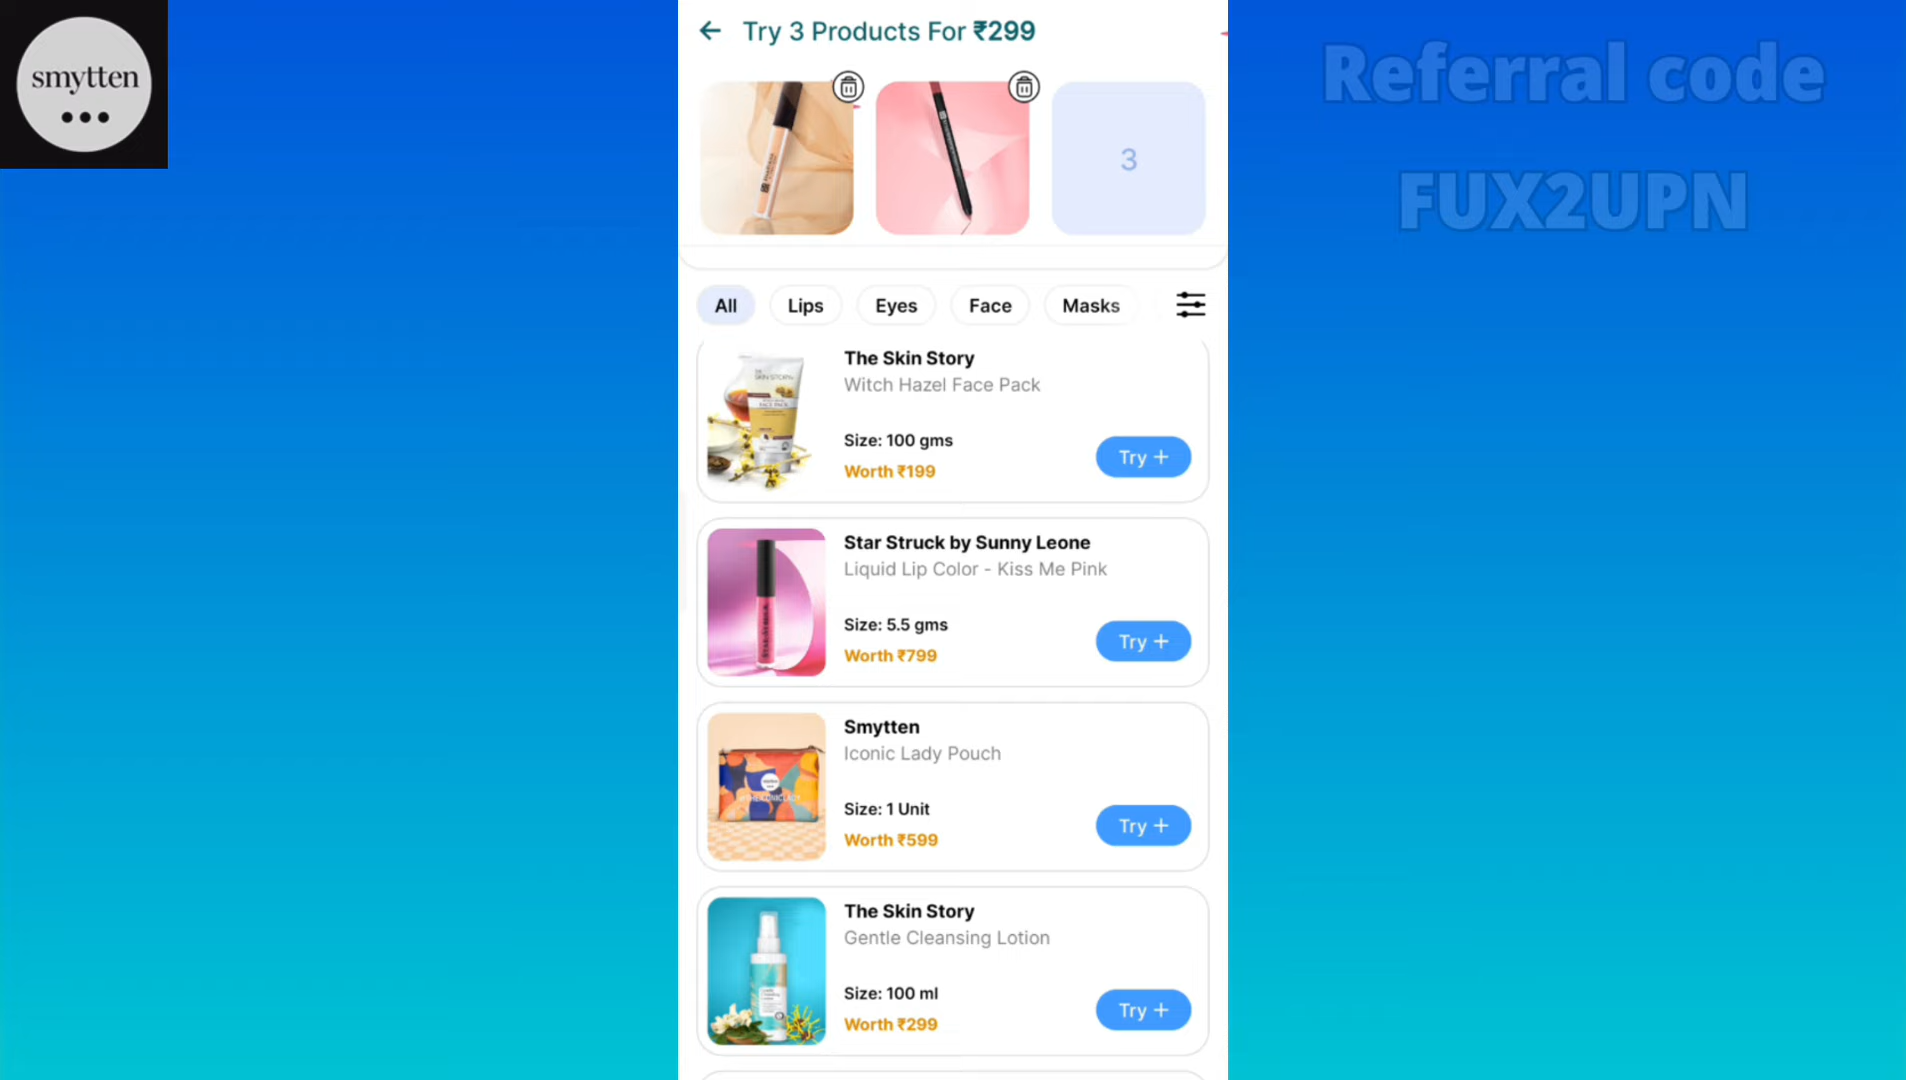 smytten
Try 3 Products For ₹299
Referral code
FUX2UPN
3
All
Lips
Eyes
Face
Masks
The Skin Story
Witch Hazel Face Pack
Size: 100 gms
Worth ₹199
Try +
Star Struck by Sunny Leone
Liquid Lip Color - Kiss Me Pink
Size: 5.5 gms
Worth ₹799
Try +
Smytten
Iconic Lady Pouch
Size: 1 Unit
Worth ₹599
Try +
The Skin Story
Gentle Cleansing Lotion
Size: 100 ml
Worth ₹299
Try +